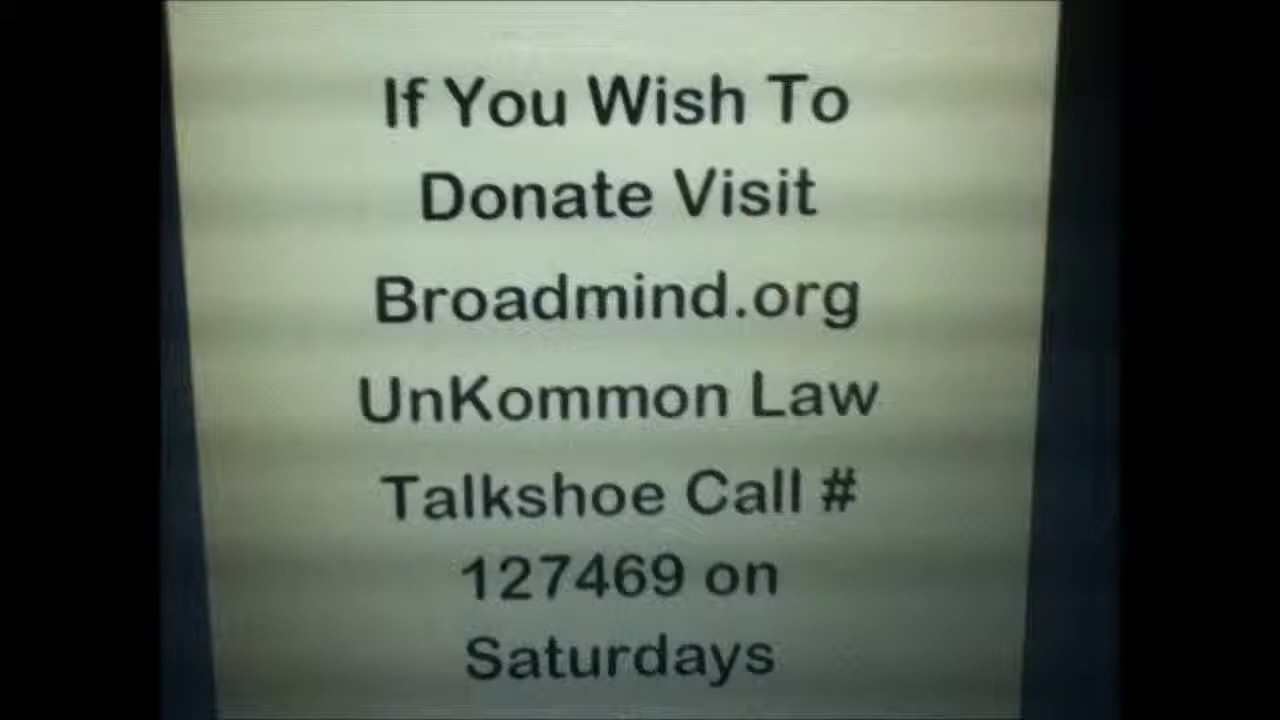 If You Wish To
Donate Visit
Broadmind.org
UnKommon Law
Talkshoe Call #
127469 on
Saturdays